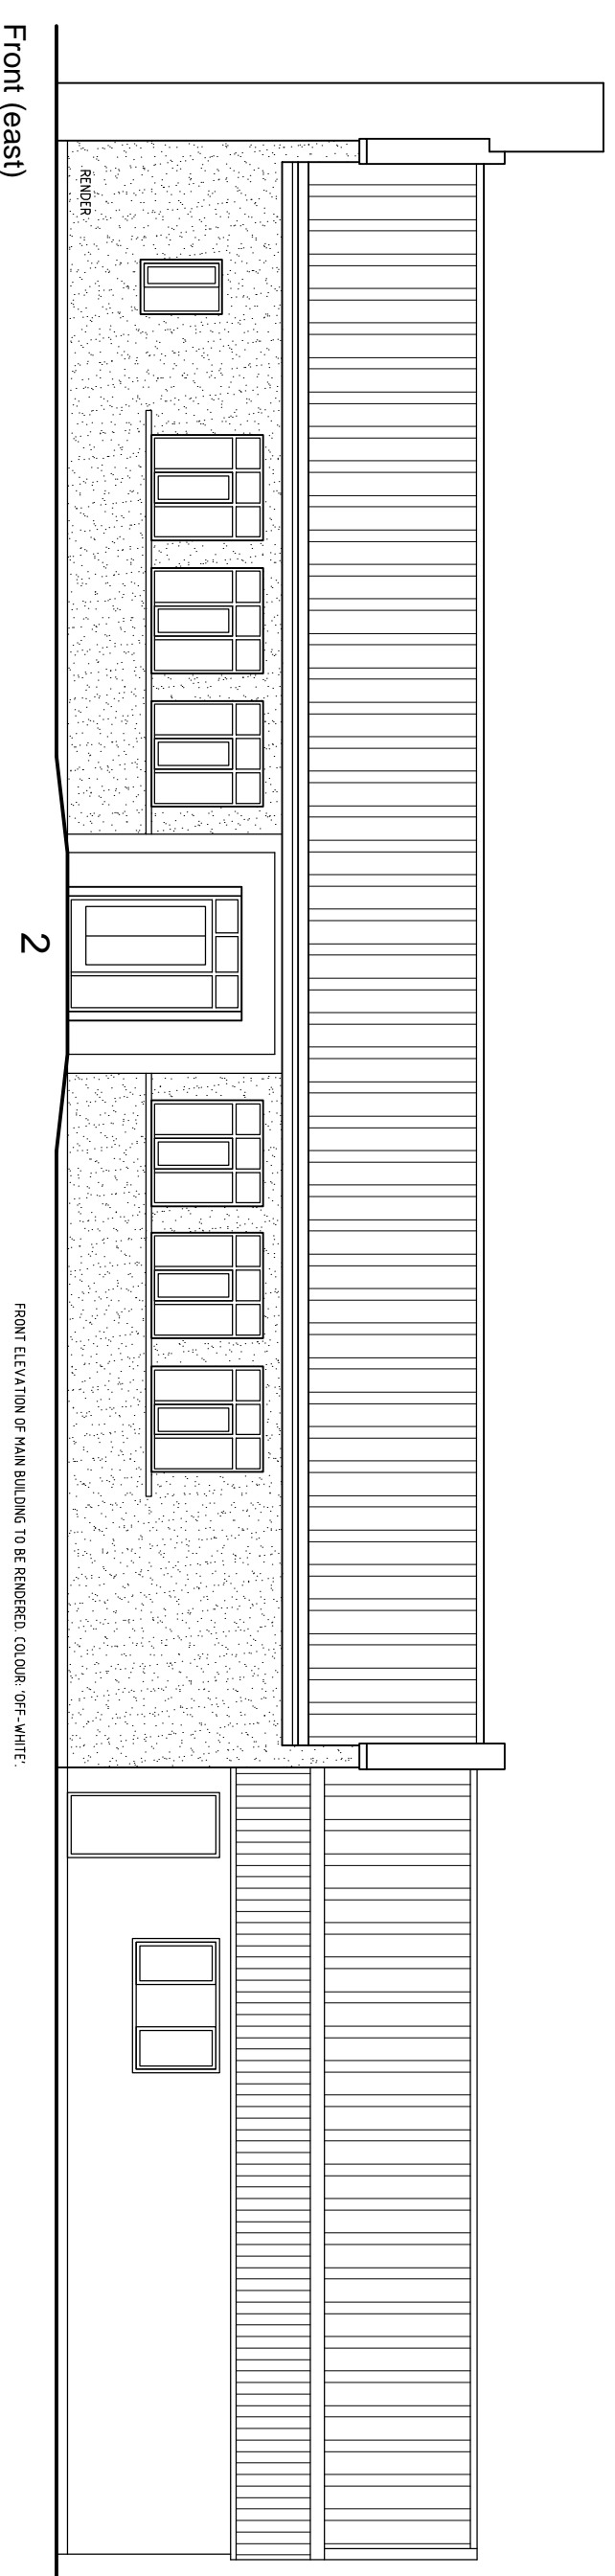 RENDER
2
FRONT ELEVATION OF MAIN BUILDING TO BE RENDERED. COLOUR: 'OFF-WHITE'.
Front (east)